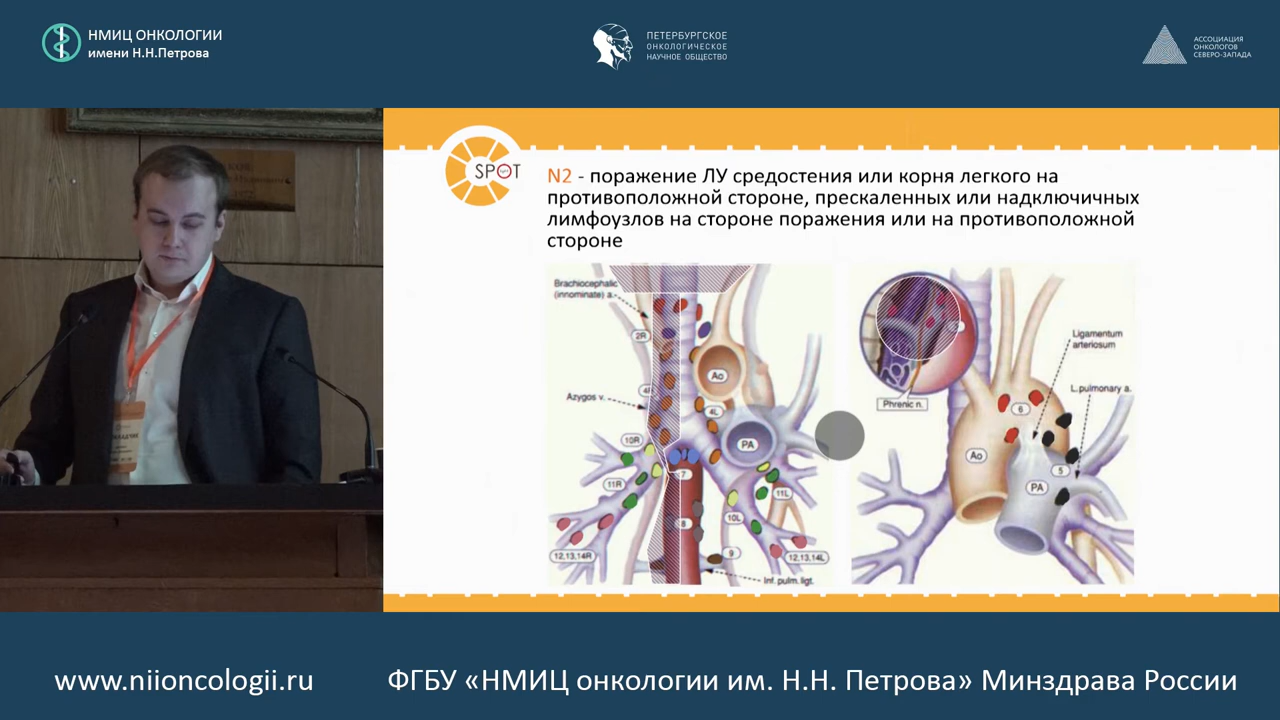 НМИЦ ОНКОЛОГИИ
имени Н.Н.Петрова
ПЕТЕРБУРГСКОЕ
ОНКОЛОГИЧЕСКОЕ
НАУЧНОЕ ОБЩЕСТВО
АССОЦИАЦИЯ
ОНКОЛОГОВ
СЕВЕРО-ЗАПАДА
SPOT
N2 - поражение ЛУ средостения или корня легкого на
противоположной стороне, прескаленных или надключичных
лимфоузлов на стороне поражения или на противоположной
стороне
Brachiocephalic
(innominate) a.
2R
Ao
4R
Azygos v.
4L
10R
PA
7
11R
11L
8
10L
12,13,14R
9
12,13,14L
Inf. pulm. ligt.
Phrenic n.
Ligamentum
arteriosum
L. pulmonary a.
6
Ao
5
PA
www.niioncologii.ru
ФГБУ «НМИЦ онкологии им. Н.Н. Петрова» Минздрава России